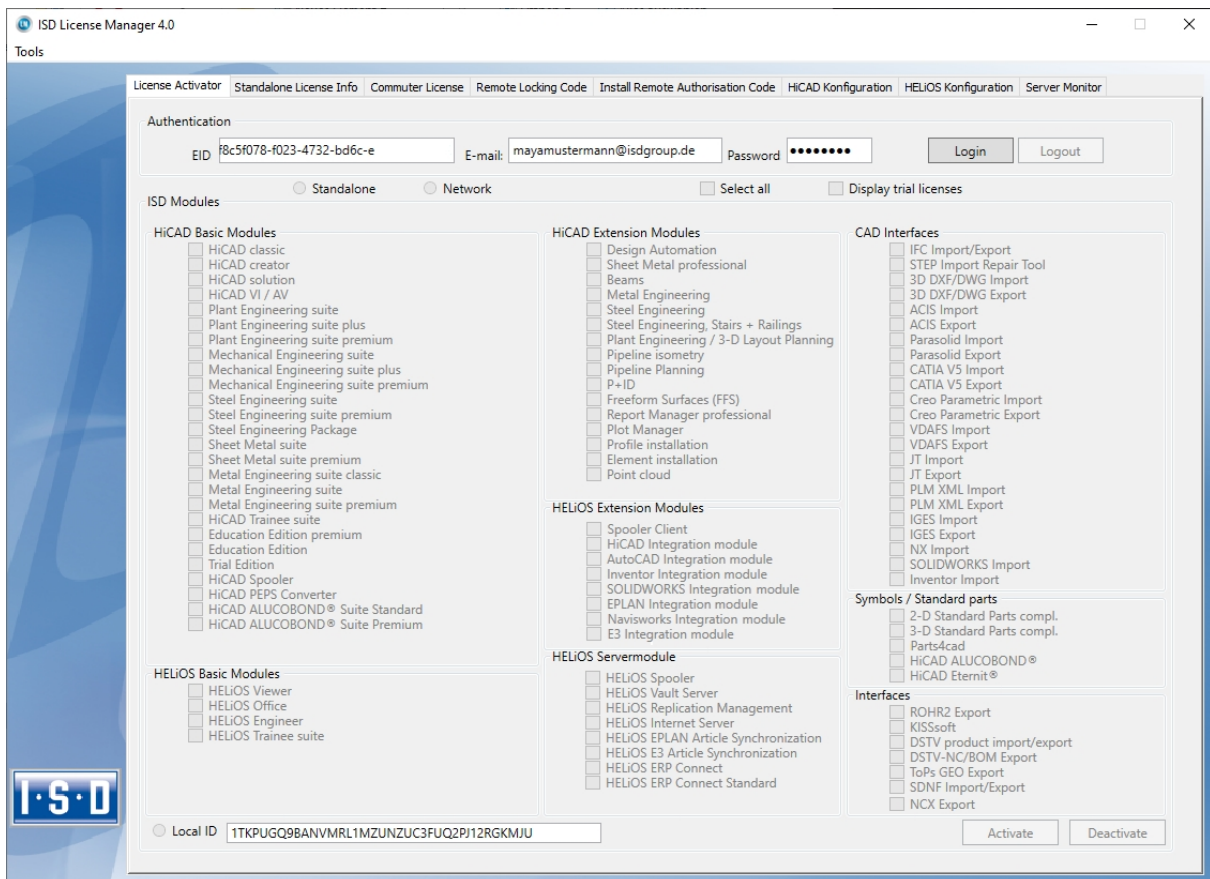 ISD License Manager 4.0
Tools
License Activator Standalone License Info Commuter License Remote Locking Code Install Remote Authorisation Code HiCAD Konfiguration HELiOS Konfiguration Server Monitor
Authentication
EID f8c5f078-f023-4732-bd6c-e E-mail: mayamustermann@isdgroup.de Password •••••••• Login Logout
Standalone Network Select all Display trial licenses
ISD Modules
HiCAD Basic Modules
HiCAD classic
HiCAD creator
HiCAD solution
HiCAD VI / AV
Plant Engineering suite
Plant Engineering suite plus
Plant Engineering suite premium
Mechanical Engineering suite
Mechanical Engineering suite plus
Mechanical Engineering suite premium
Steel Engineering suite
Steel Engineering suite premium
Steel Engineering Package
Sheet Metal suite
Sheet Metal suite premium
Metal Engineering suite classic
Metal Engineering suite
Metal Engineering suite premium
HiCAD Trainee suite
Education Edition premium
Education Edition
Trial Edition
HiCAD Spooler
HiCAD PEPS Converter
HiCAD ALUCOBOND® Suite Standard
HiCAD ALUCOBOND® Suite Premium
HELiOS Basic Modules
HELiOS Viewer
HELiOS Office
HELiOS Engineer
HELiOS Trainee suite
HiCAD Extension Modules
Design Automation
Sheet Metal professional
Beams
Metal Engineering
Steel Engineering
Steel Engineering, Stairs + Railings
Plant Engineering / 3-D Layout Planning
Pipeline isometry
Pipeline Planning
P+ID
Freeform Surfaces (FFS)
Report Manager professional
Plot Manager
Profile installation
Element installation
Point cloud
HELiOS Extension Modules
Spooler Client
HiCAD Integration module
AutoCAD Integration module
Inventor Integration module
SOLIDWORKS Integration module
EPLAN Integration module
Navisworks Integration module
E3 Integration module
HELiOS Servermodule
HELiOS Spooler
HELiOS Vault Server
HELiOS Replication Management
HELiOS Internet Server
HELiOS EPLAN Article Synchronization
HELiOS E3 Article Synchronization
HELiOS ERP Connect
HELiOS ERP Connect Standard
CAD Interfaces
IFC Import/Export
STEP Import Repair Tool
3D DXF/DWG Import
3D DXF/DWG Export
ACIS Import
ACIS Export
Parasolid Import
Parasolid Export
CATIA V5 Import
CATIA V5 Export
Creo Parametric Import
Creo Parametric Export
VDAFS Import
VDAFS Export
JT Import
JT Export
PLM XML Import
PLM XML Export
IGES Import
IGES Export
NX Import
SOLIDWORKS Import
Inventor Import
Symbols / Standard parts
2-D Standard Parts compl.
3-D Standard Parts compl.
Parts4cad
HiCAD ALUCOBOND®
HiCAD Eternit®
Interfaces
ROHR2 Export
KISSsoft
DSTV product import/export
DSTV-NC/BOM Export
ToPs GEO Export
SDNF Import/Export
NCX Export
I·S·D
Local ID 1TKPUGQ9BANVMRL1MZUNZUC3FUQ2PJ12RGKMJU
Activate Deactivate